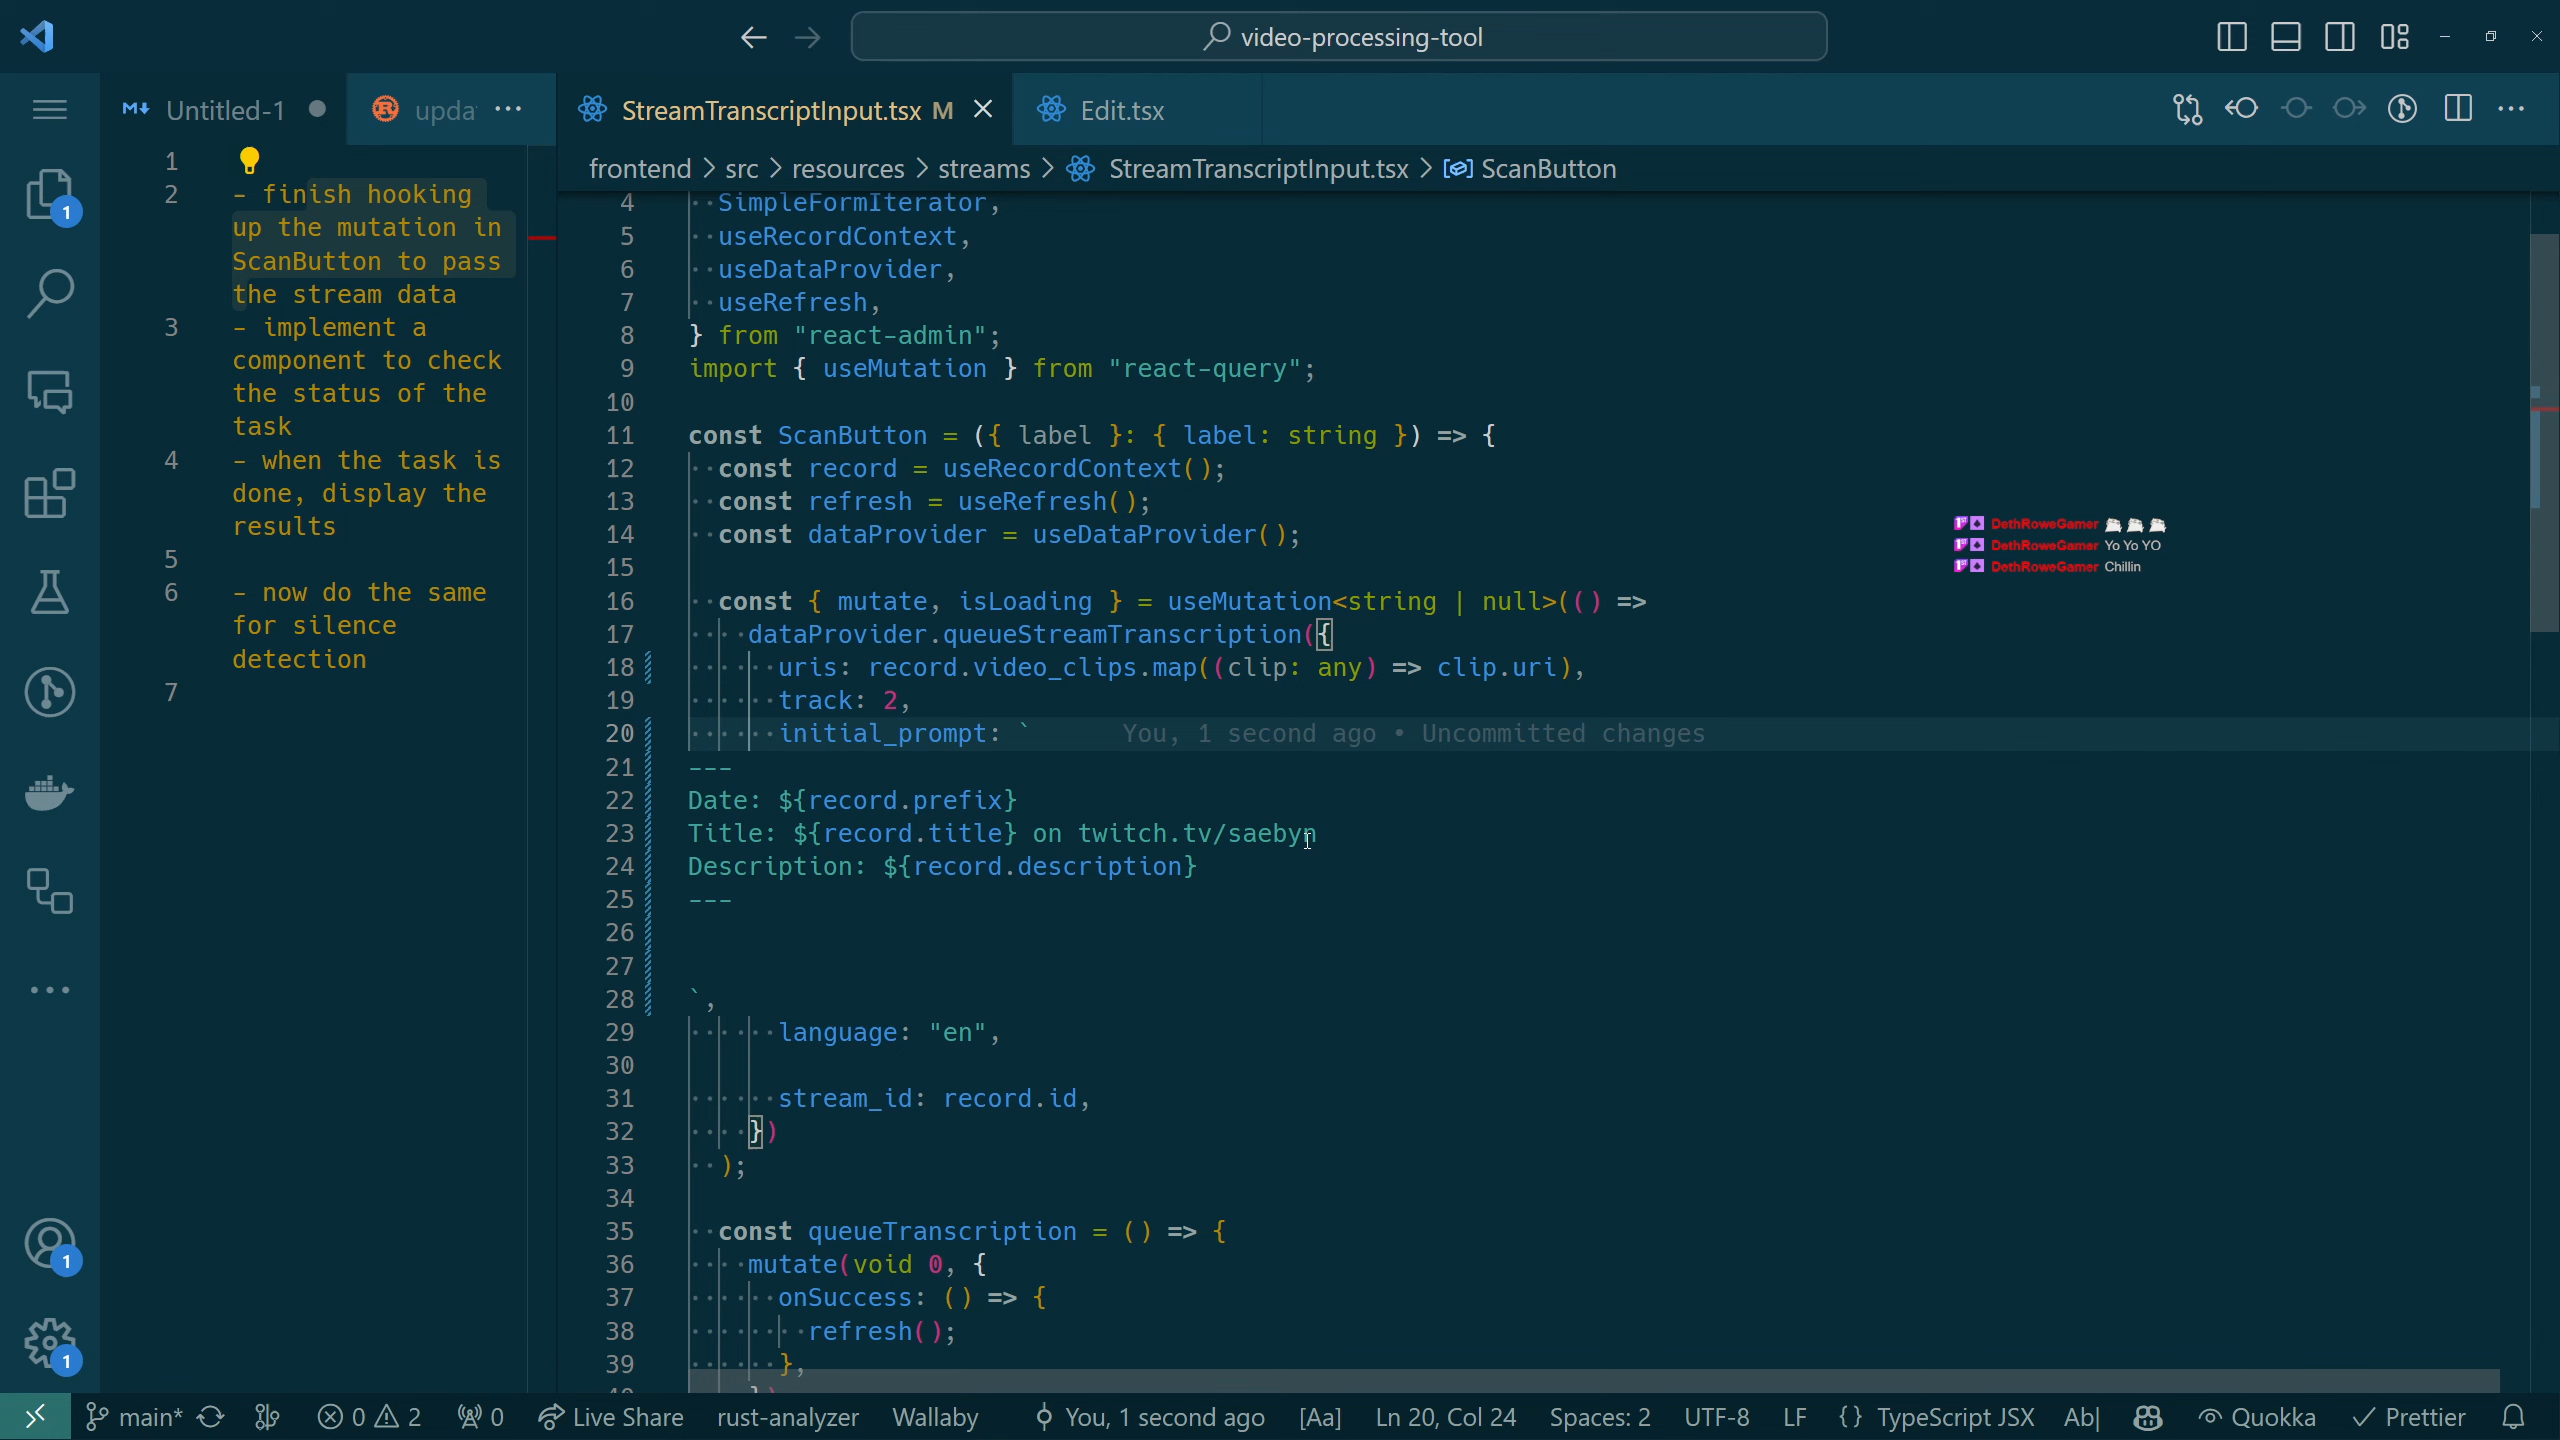 video-processing-tool
Untitled-1
upda ···
StreamTranscriptInput.tsx M
Edit.tsx
frontend > src > resources > streams > StreamTranscriptInput.tsx > ScanButton
1
2 - finish hooking
up the mutation in
ScanButton to pass
the stream data
3 - implement a
component to check
the status of the
task
4 - when the task is
done, display the
results
5
6 - now do the same
for silence
detection
7
4 SimpleFormIterator,
5 useRecordContext,
6 useDataProvider,
7 useRefresh,
8 } from "react-admin";
9 import { useMutation } from "react-query";
10
11 const ScanButton = ({ label }: { label: string }) => {
12 const record = useRecordContext();
13 const refresh = useRefresh();
14 const dataProvider = useDataProvider();
15
16 const { mutate, isLoading } = useMutation<string | null>(() =>
17 dataProvider.queueStreamTranscription({
18 uris: record.video_clips.map((clip: any) => clip.uri),
19 track: 2,
20 initial_prompt: ` You, 1 second ago • Uncommitted changes
21 ---
22 Date: ${record.prefix}
23 Title: ${record.title} on twitch.tv/saebyn
24 Description: ${record.description}
25 ---
26
27
28 `,
29 language: "en",
30
31 stream_id: record.id,
32 })
33 );
34
35 const queueTranscription = () => {
36 mutate(void 0, {
37 onSuccess: () => {
38 refresh();
39 },
40 })
DethRoweGamer
DethRoweGamer Yo Yo YO
DethRoweGamer Chillin
1
1
1
main* 0 2 0 Live Share rust-analyzer Wallaby You, 1 second ago [Aa] Ln 20, Col 24 Spaces: 2 UTF-8 LF {} TypeScript JSX Ab| Quokka Prettier